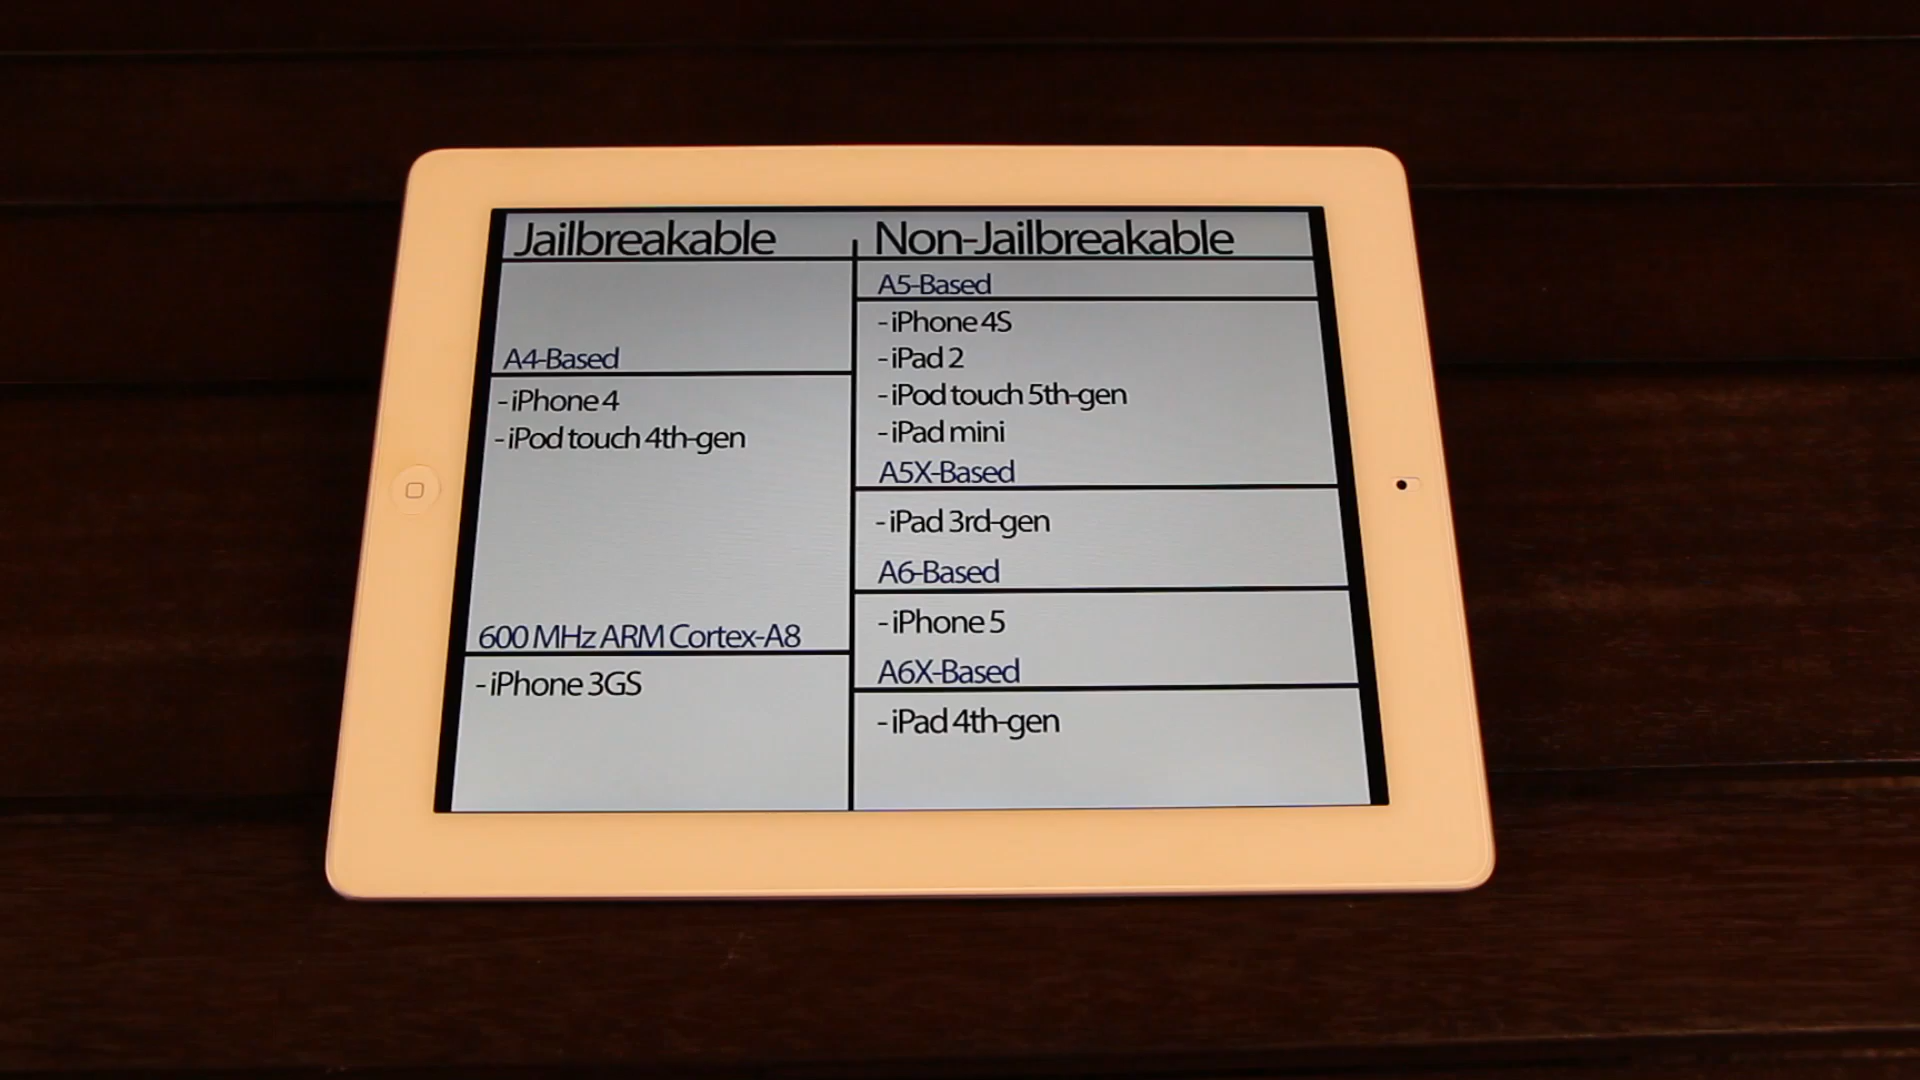 Jailbreakable
A4-Based
-iPhone 4
-iPod touch 4th-gen
600 MHz ARM Cortex-A8
-iPhone 3GS
Non-Jailbreakable
A5-Based
-iPhone 4S
-iPad 2
-iPod touch 5th-gen
-iPad mini
A5X-Based
-iPad 3rd-gen
A6-Based
-iPhone 5
A6X-Based
-iPad 4th-gen